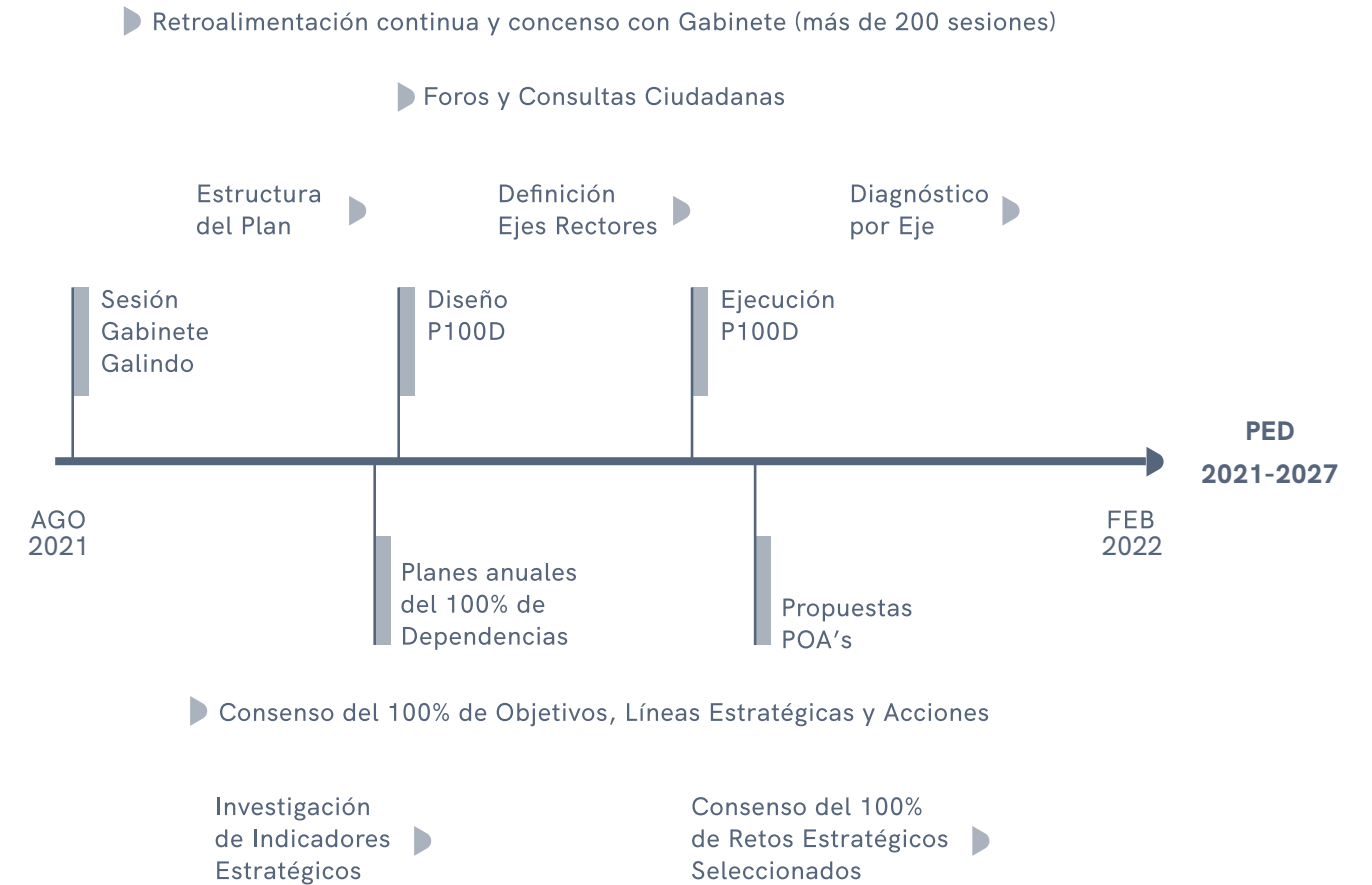 Retroalimentación continua y concenso con Gabinete (más de 200 sesiones)
Foros y Consultas Ciudadanas
Estructura
del Plan
Definición
Ejes Rectores
Diagnóstico
por Eje
Sesión
Gabinete
Galindo
Diseño
P100D
Ejecución
P100D
PED
2021-2027
AGO
2021
FEB
2022
Planes anuales
del 100% de
Dependencias
Propuestas
POA’s
Consenso del 100% de Objetivos, Líneas Estratégicas y Acciones
Investigación
de Indicadores
Estratégicos
Consenso del 100%
de Retos Estratégicos
Seleccionados